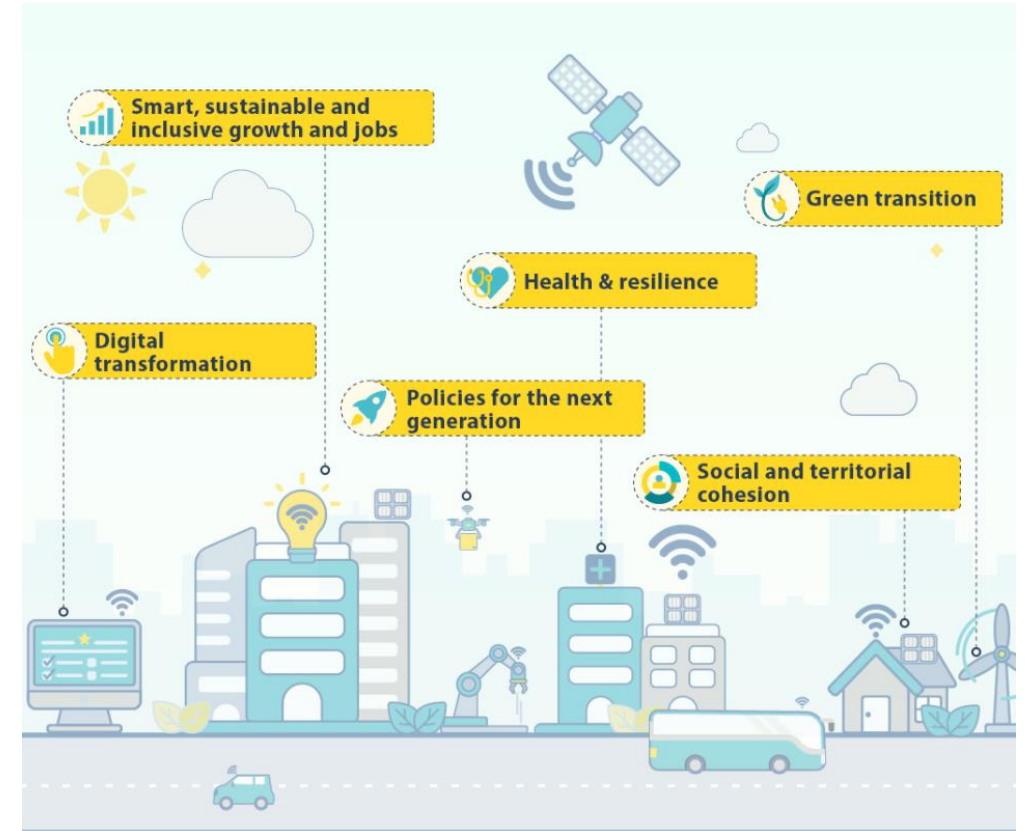 Smart, sustainable and
inclusive growth and jobs
Green transition
Health & resilience
Digital
transformation
Policies for the next
generation
Social and territorial
cohesion